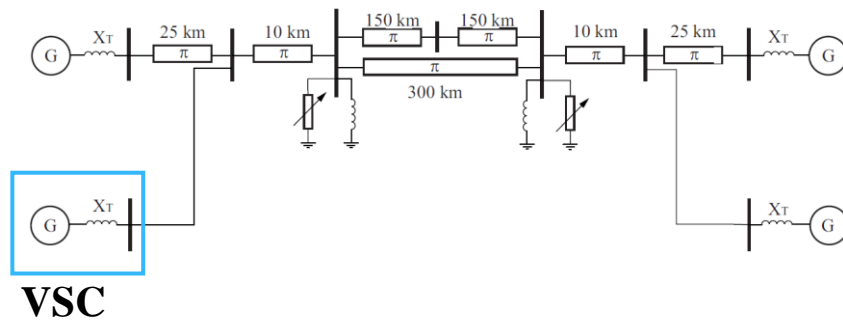 25 km 10 km 150 km 150 km 10 km 25 km
G XT π π π π π π XT G
π
300 km
XT XT
G G
VSC